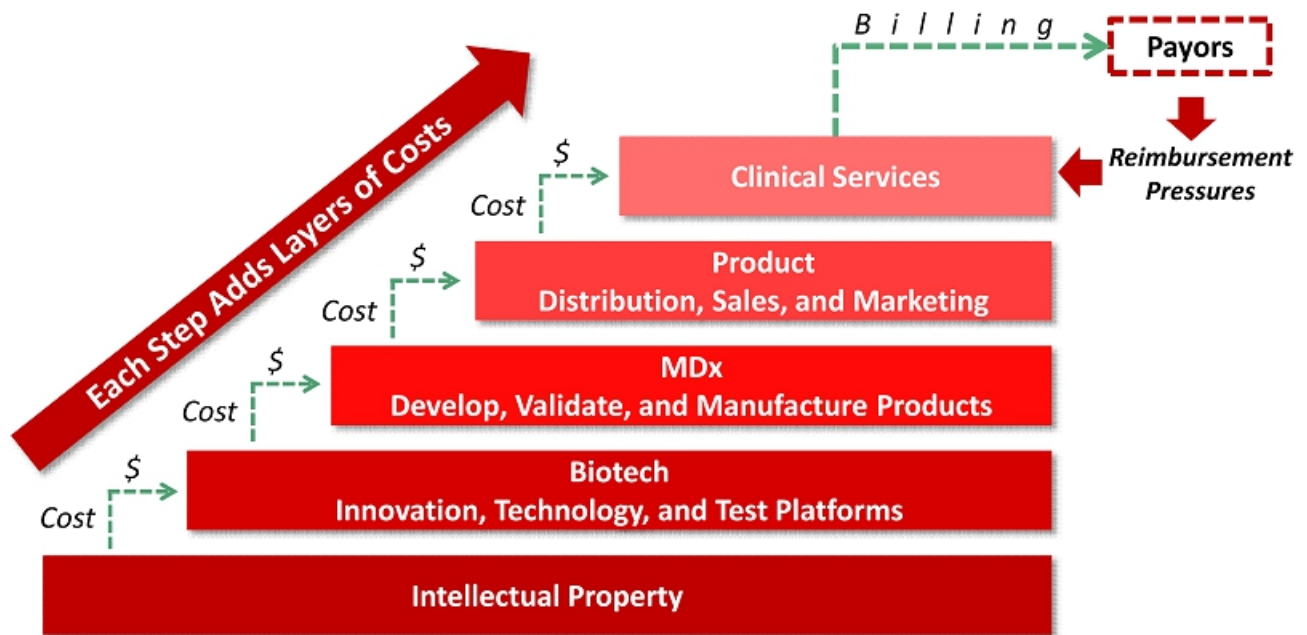 Billing
Payors
Each Step Adds Layers of Costs
$
Cost
Clinical Services
Reimbursement
Pressures
$
Cost
Product
Distribution, Sales, and Marketing
$
Cost
MDx
Develop, Validate, and Manufacture Products
$
Cost
Biotech
Innovation, Technology, and Test Platforms
Intellectual Property